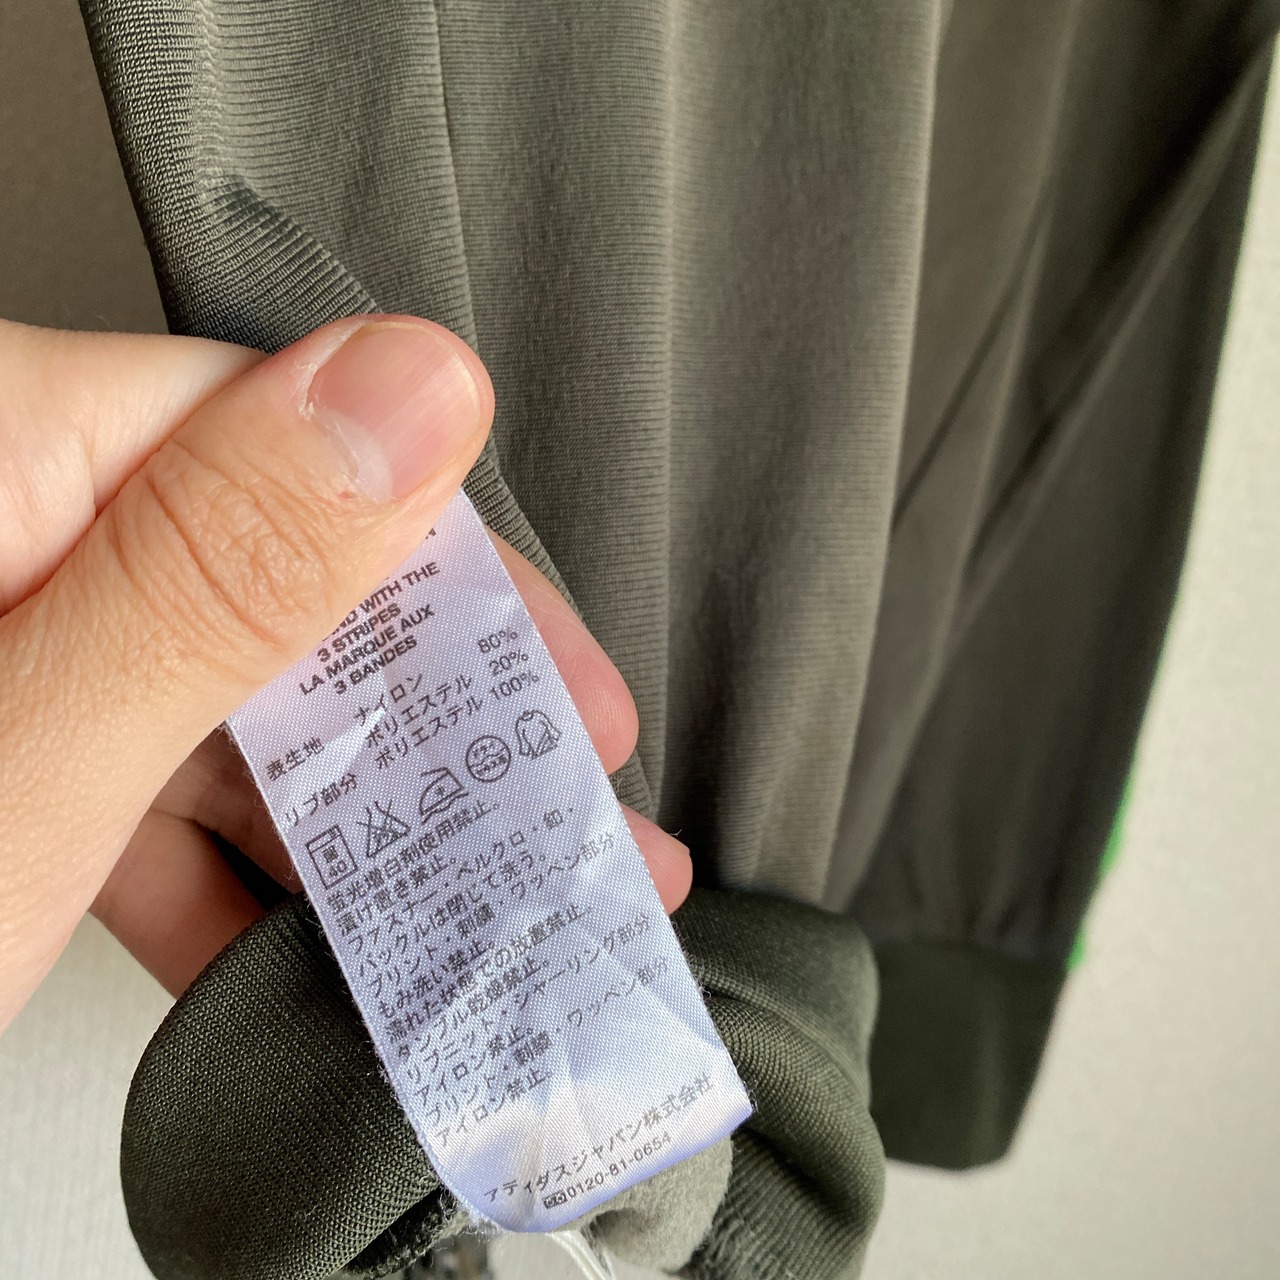 WITH THE
3 STRIPES
LA MARQUE AUX
3 BANDES
表生地 ナイロン 80%
ポリエステル 20%
リブ部分 ポリエステル 100%
40
蛍光増白剤使用禁止.
漬け置き禁止.
ファスナー・ベルクロ・釦・
バックルは閉じて洗う。
プリント・刺繍・ワッペン部分
もみ洗い禁止.
濡れた状態での放置禁止.
タンブル乾燥禁止.
リブニット・シャーリング部分
アイロン禁止.
プリント・刺繍・ワッペン部分
アイロン禁止.
アディダスジャパン株式会社
0120-81-0654